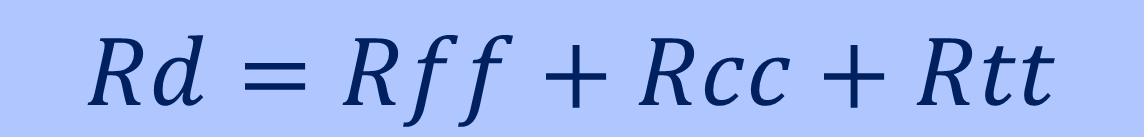 Rd = Rff + Rcc + Rtt